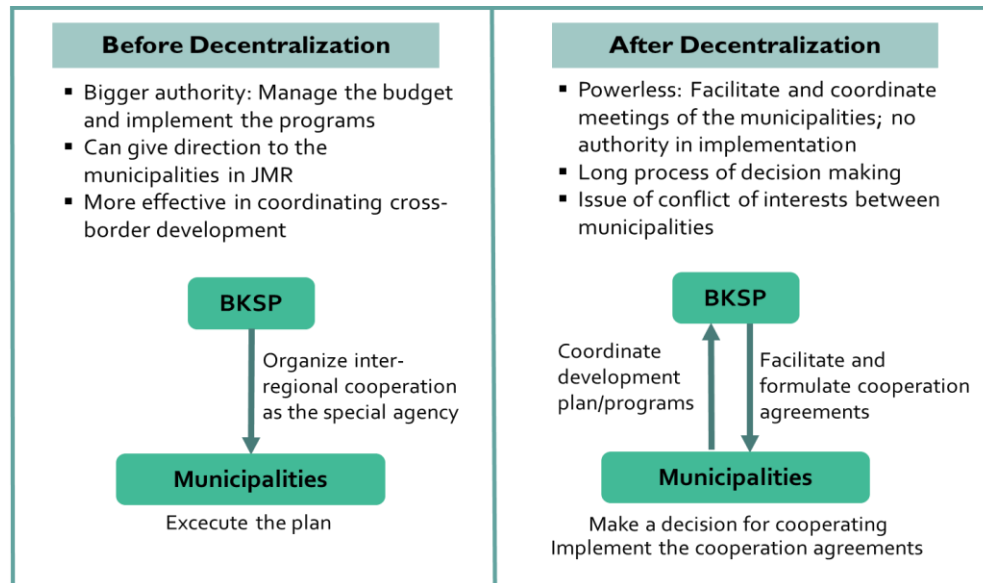 Before Decentralization
▪ Bigger authority: Manage the budget
and implement the programs
▪ Can give direction to the
municipalities in JMR
▪ More effective in coordinating cross-
border development
BKSP
Organize inter-
regional cooperation
as the special agency
Municipalities
Excecute the plan
After Decentralization
▪ Powerless: Facilitate and coordinate
meetings of the municipalities; no
authority in implementation
▪ Long process of decision making
▪ Issue of conflict of interests between
municipalities
BKSP
Coordinate
development
plan/programs
Facilitate and
formulate cooperation
agreements
Municipalities
Make a decision for cooperating
Implement the cooperation agreements